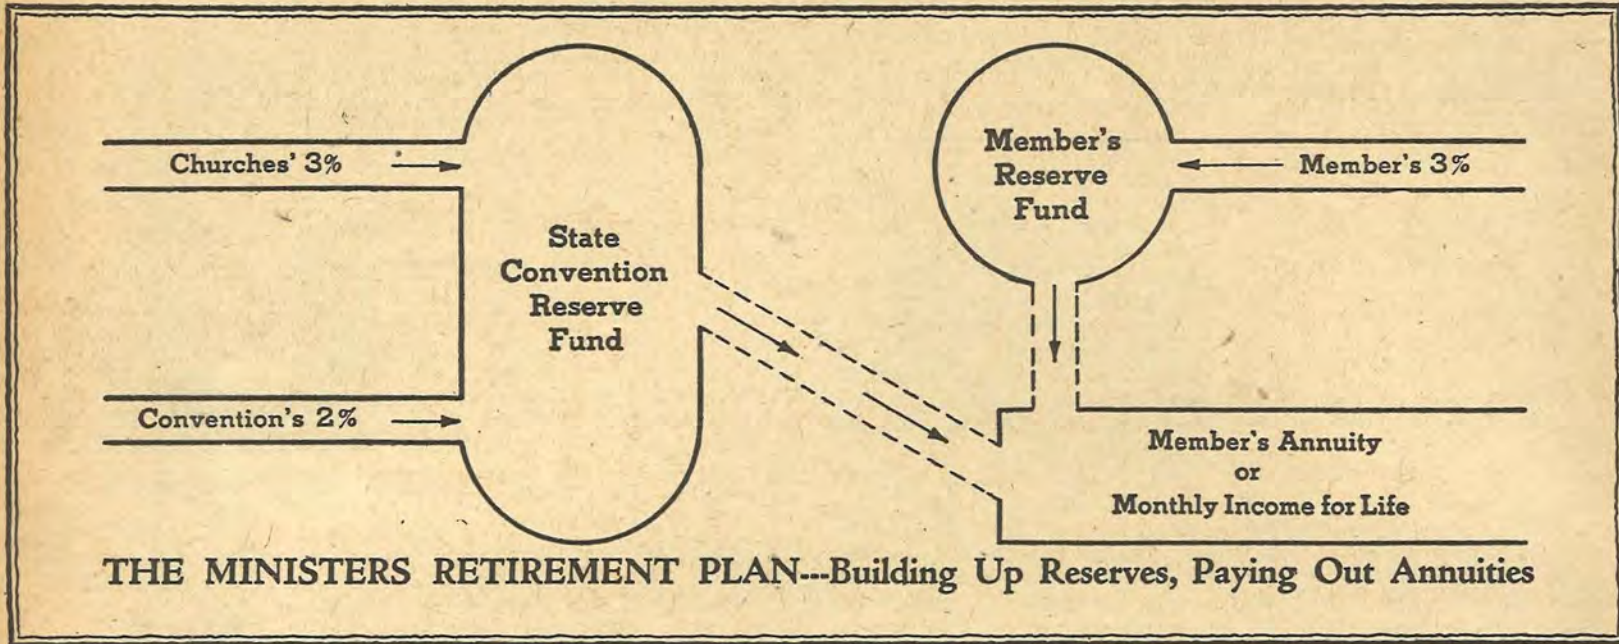 Churches' 3%
State
Convention
Reserve
Fund
Convention's 2%
Member's
Reserve
Fund
Member's 3%
Member's Annuity
or
Monthly Income for Life
THE MINISTERS RETIREMENT PLAN---Building Up Reserves, Paying Out Annuities